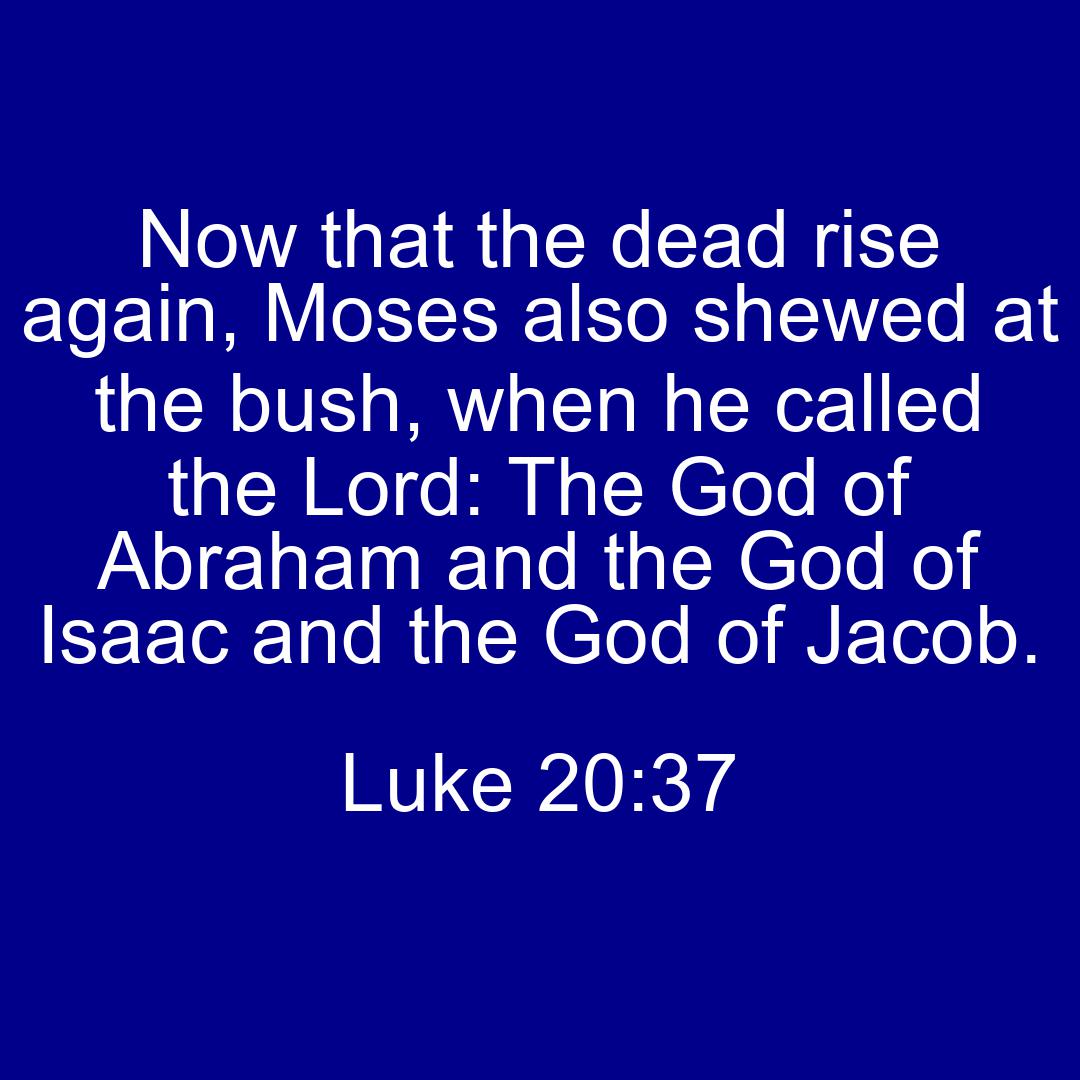 Now that the dead rise
again, Moses also shewed at
the bush, when he called
the Lord: The God of
Abraham and the God of
Isaac and the God of Jacob.
Luke 20:37